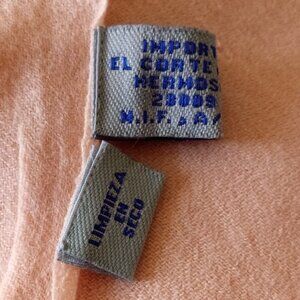 IMPORT
EL CORTE
HERMOS
28009
N.I.F., A/
LIMPIEZA
EN
SECO